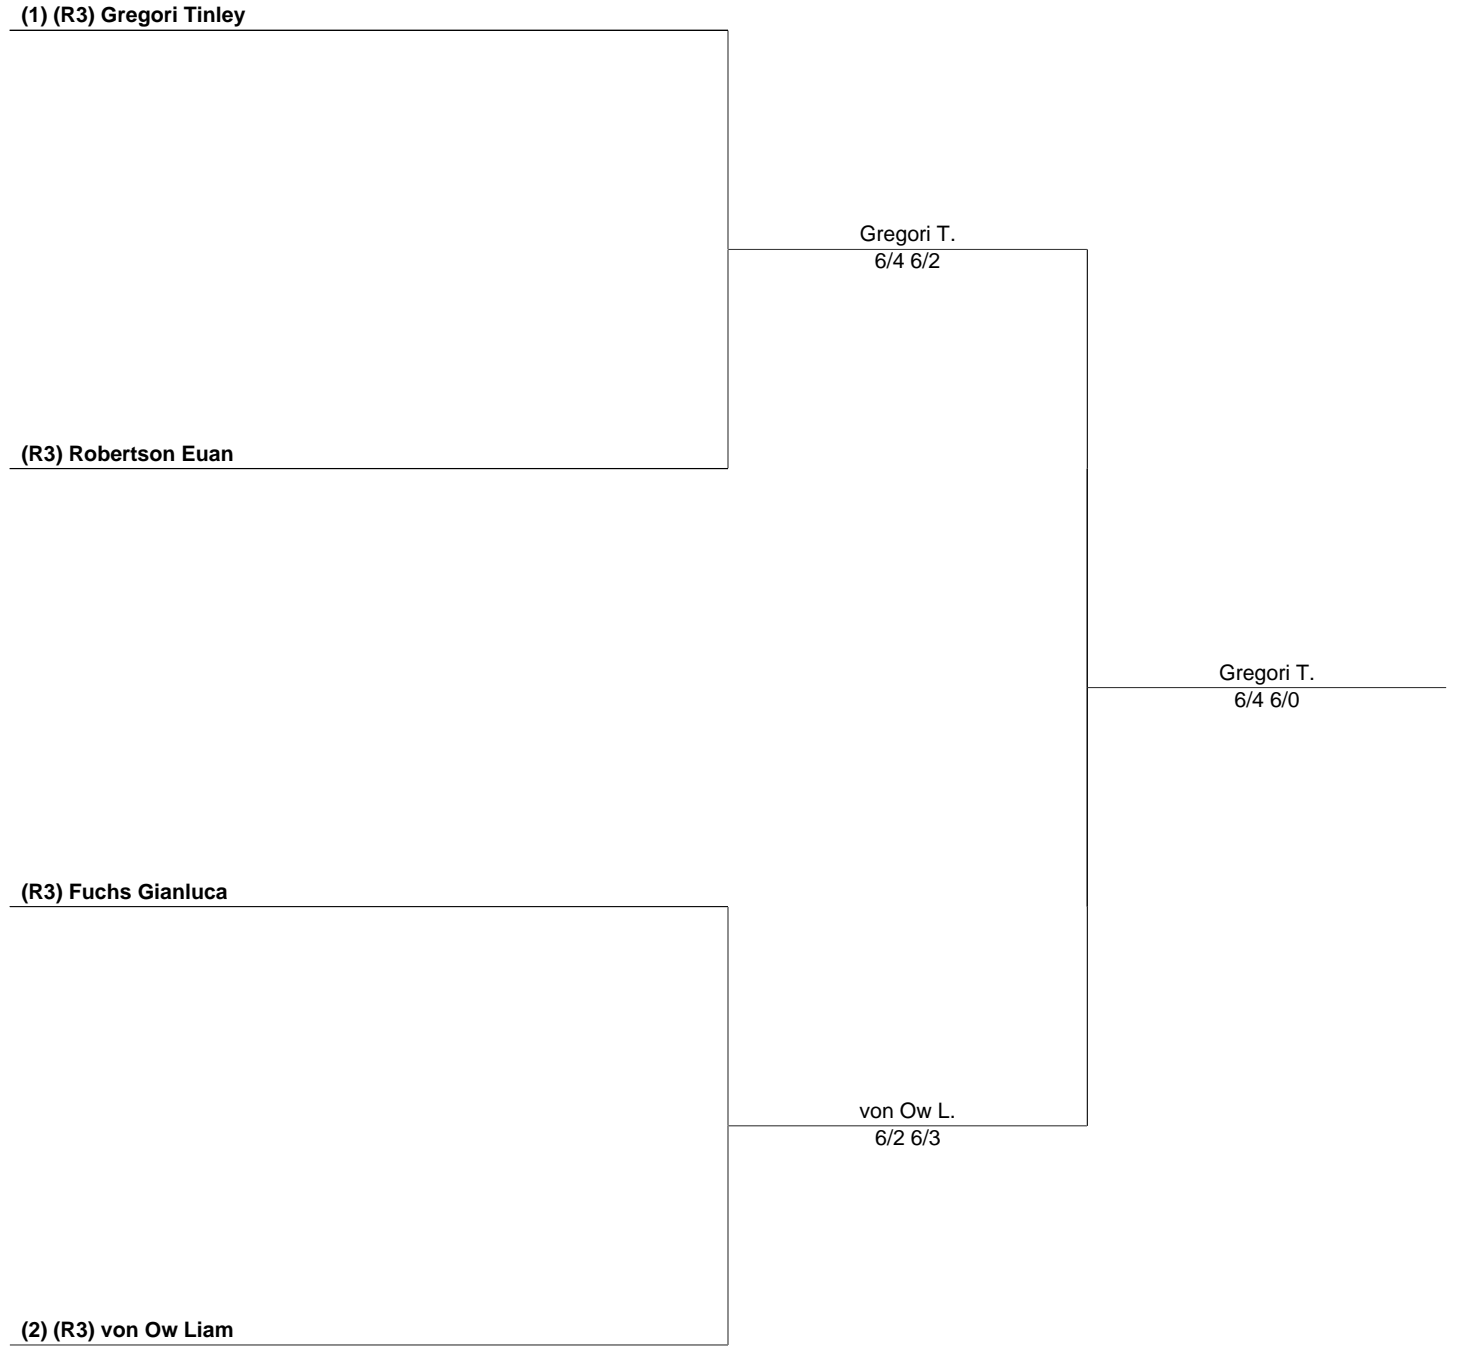 (1) (R3) Gregori Tinley
Gregori T.
6/4 6/2
(R3) Robertson Euan
Gregori T.
6/4 6/0
(R3) Fuchs Gianluca
von Ow L.
6/2 6/3
(2) (R3) von Ow Liam